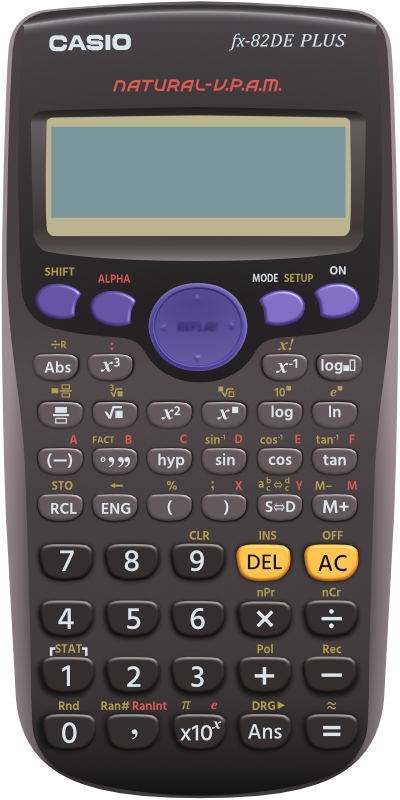 CASIO fx-82DE PLUS
NATURAL-V.P.A.M.
SHIFT ALPHA MODE SETUP ON
REPLAY
÷R : x!
Abs x³ x⁻¹ log■□
■■/□ ³√■ ■√□ 10■ e■
■/□ √■ x² x■ log ln
A FACT B C sin⁻¹ D cos⁻¹ E tan⁻¹ F
(−) °,,, hyp sin cos tan
STO ← % ; X a b/c⇔d/c Y M− M
RCL ENG ( ) S⇔D M+
CLR INS OFF
7 8 9 DEL AC
nPr nCr
4 5 6 × ÷
STAT Pol Rec
1 2 3 + −
Rnd Ran# RanInt π e DRG▶ ≈
0 , x10ˣ Ans =